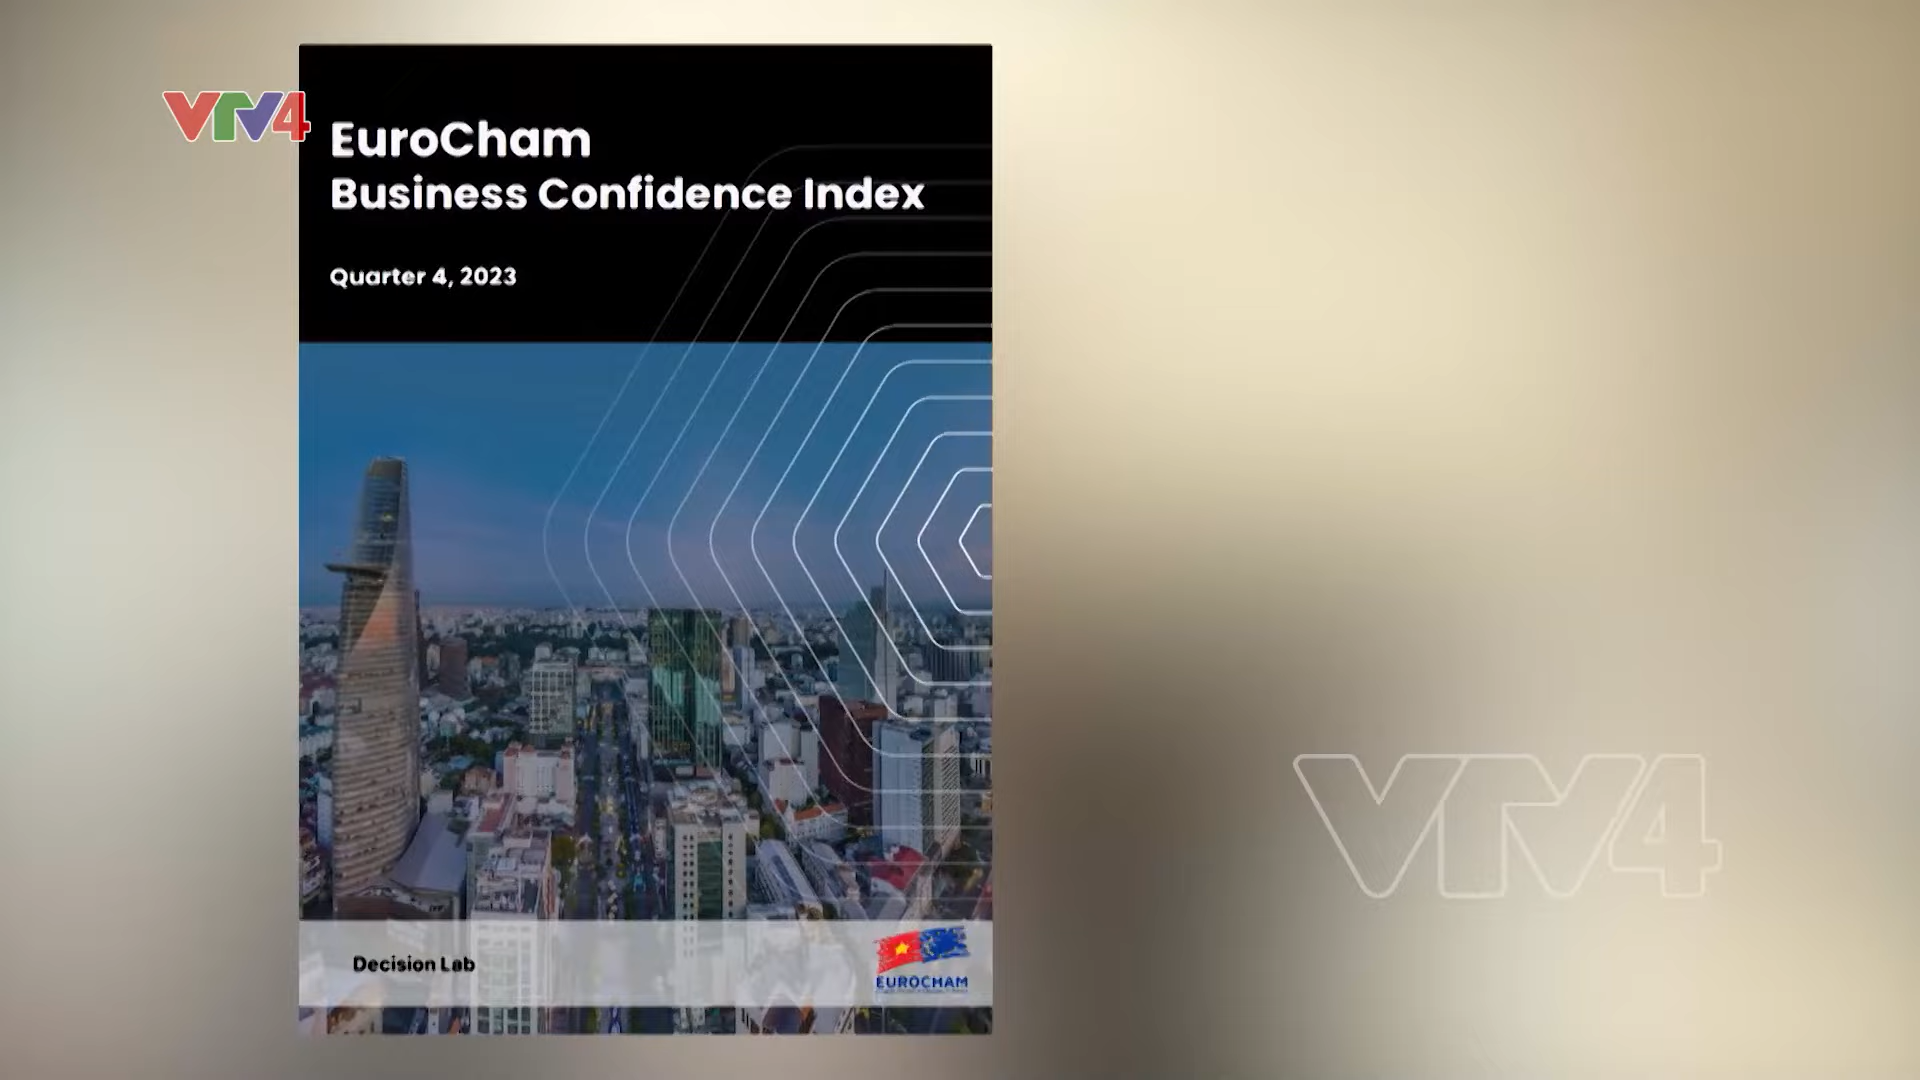 VTV4
EuroCham
Business Confidence Index
Quarter 4, 2023
VTV4
Decision Lab
EUROCHAM